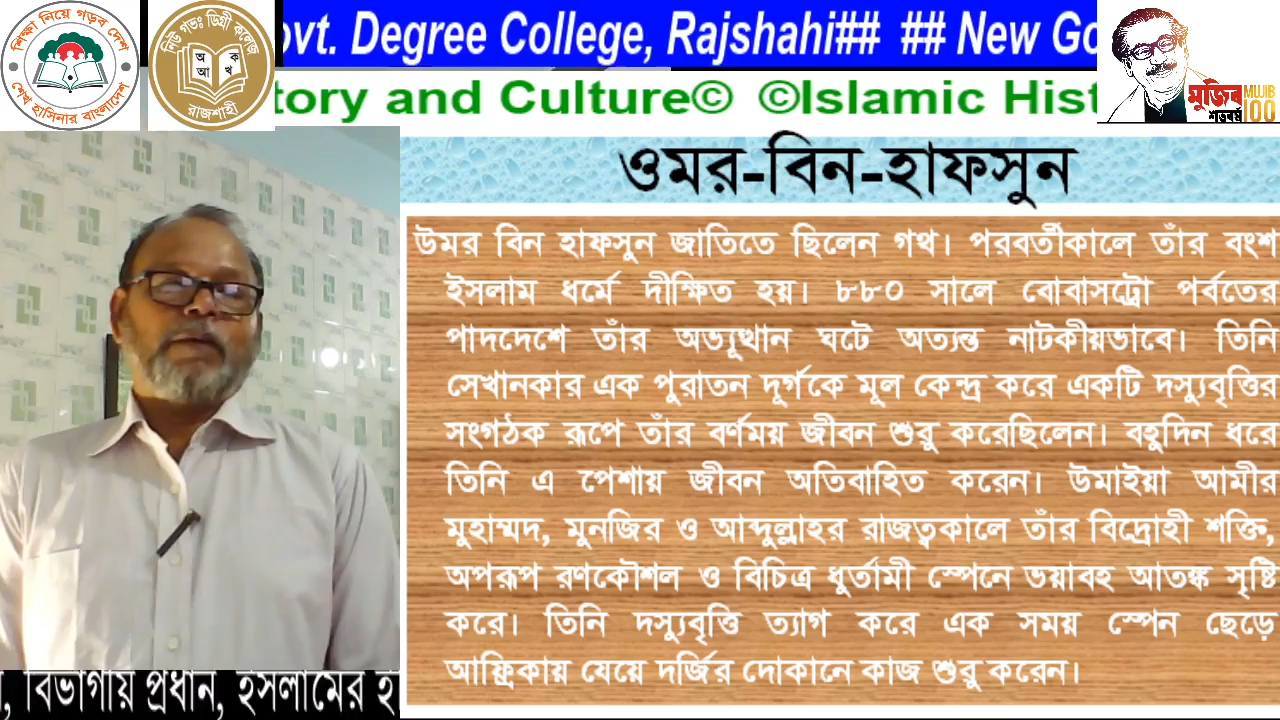 শিক্ষা নিয়ে গড়ব দেশ
শেখ হাসিনার বাংলাদেশ
নিউ গভঃ ডিগ্রী কলেজ
অ ক
আ খ
রাজশাহী
ovt. Degree College, Rajshahi## ## New Go
tory and Culture© ©Islamic Hist
মুজিব
শতবর্ষ
MUJIB
100
ওমর-বিন-হাফসুন
উমর বিন হাফসুন জাতিতে ছিলেন গথ। পরবর্তীকালে তাঁর বংশ
ইসলাম ধর্মে দীক্ষিত হয়। ৮৮০ সালে বোবাসট্রো পর্বতের
পাদদেশে তাঁর অভ্যূত্থান ঘটে অত্যন্ত নাটকীয়ভাবে। তিনি
সেখানকার এক পুরাতন দূর্গকে মূল কেন্দ্র করে একটি দস্যুবৃত্তির
সংগঠক রূপে তাঁর বর্ণময় জীবন শুরু করেছিলেন। বহুদিন ধরে
তিনি এ পেশায় জীবন অতিবাহিত করেন। উমাইয়া আমীর
মুহাম্মদ, মুনজির ও আব্দুল্লাহর রাজত্বকালে তাঁর বিদ্রোহী শক্তি,
অপরূপ রণকৌশল ও বিচিত্র ধুর্তামী স্পেনে ভয়াবহ আতঙ্ক সৃষ্টি
করে। তিনি দস্যুবৃত্তি ত্যাগ করে এক সময় স্পেন ছেড়ে
আফ্রিকায় যেয়ে দর্জির দোকানে কাজ শুরু করেন।
, বিভাগীয় প্রধান, ইসলামের